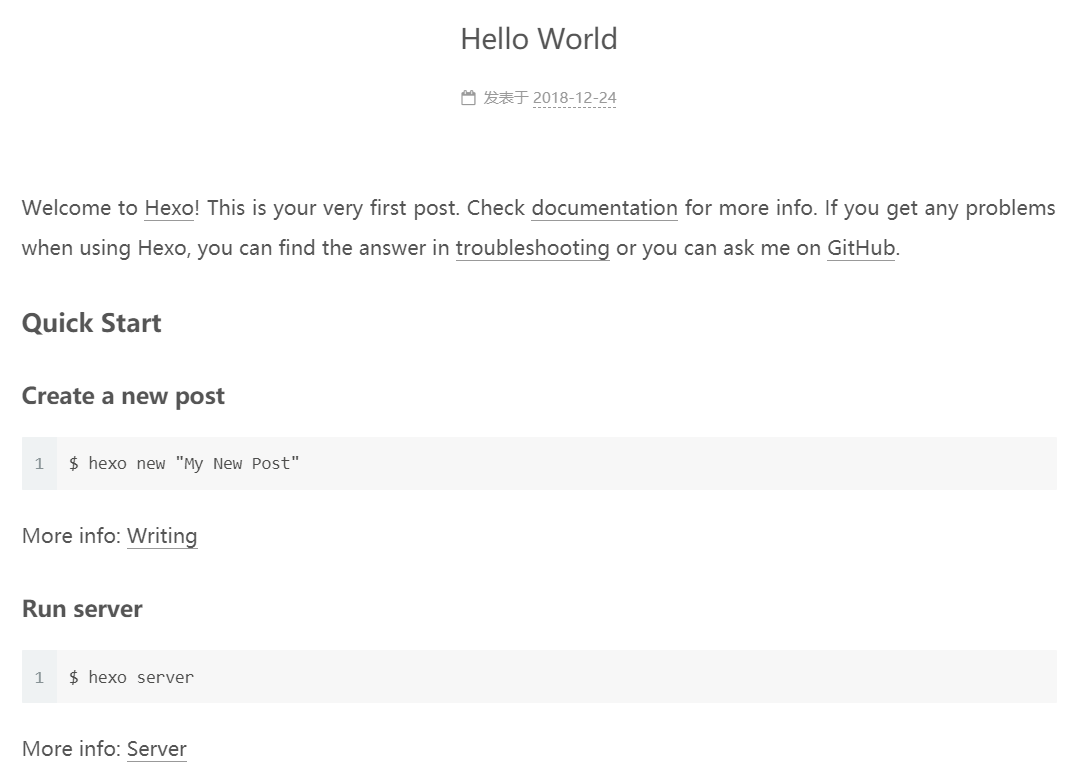 Hello World
发表于 2018-12-24
Welcome to Hexo! This is your very first post. Check documentation for more info. If you get any problems
when using Hexo, you can find the answer in troubleshooting or you can ask me on GitHub.
Quick Start
Create a new post
1 $ hexo new "My New Post"
More info: Writing
Run server
1 $ hexo server
More info: Server